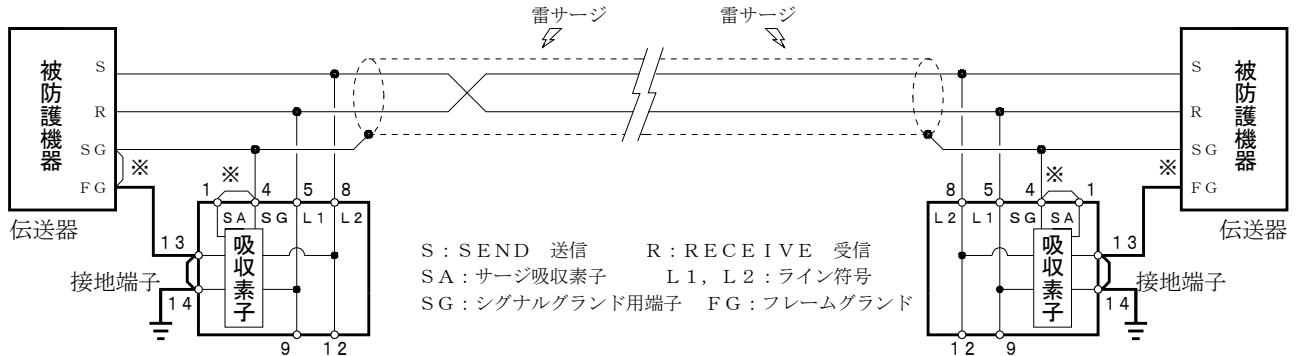 雷サージ
雷サージ
被防護機器
S
R
SG
FG
※
伝送器
※
1 4 5 8
SA SG L1 L2
吸収素子
13
接地端子
14
9 12
S:SEND 送信 R:RECEIVE 受信
SA:サージ吸収素子 L1,L2:ライン符号
SG:シグナルグランド用端子 FG:フレームグランド
被防護機器
S
R
SG
FG
※
伝送器
※
8 5 4 1
L2 L1 SG SA
吸収素子
13
接地端子
14
12 9